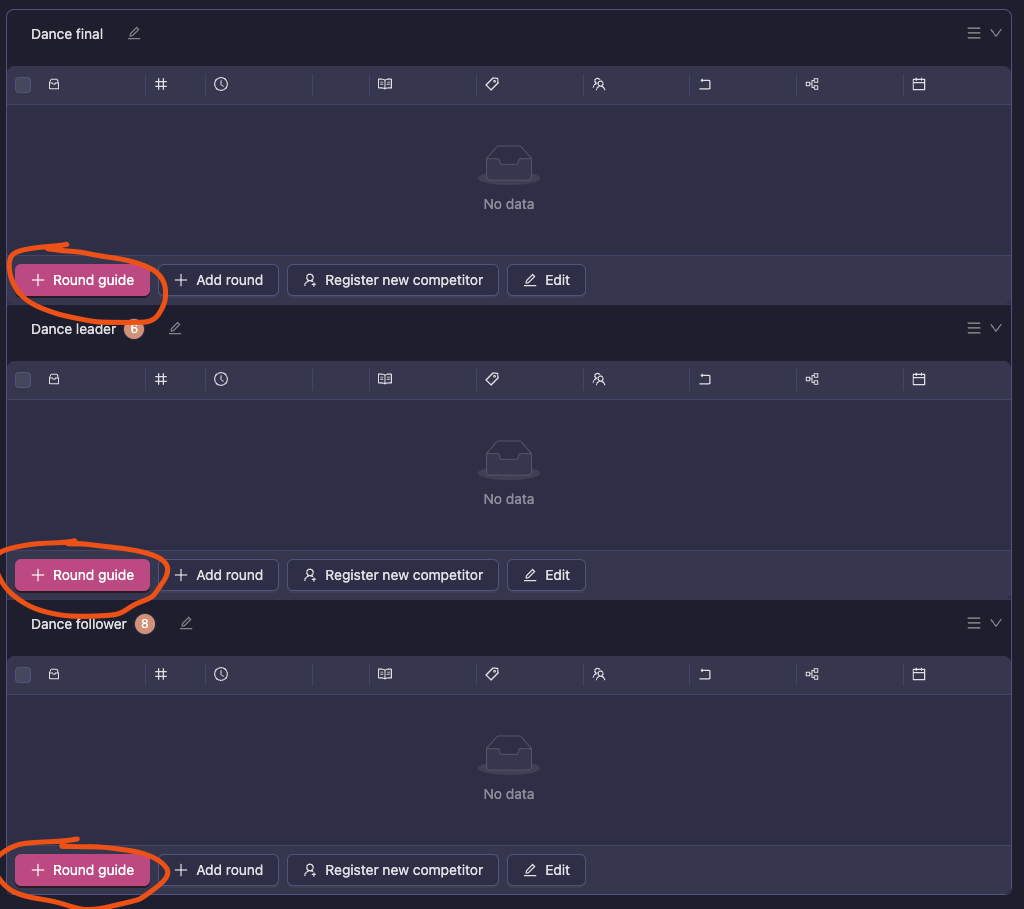 Dance final
No data
Round guide Add round Register new competitor Edit
Dance leader 6
No data
Round guide Add round Register new competitor Edit
Dance follower 8
No data
Round guide Add round Register new competitor Edit